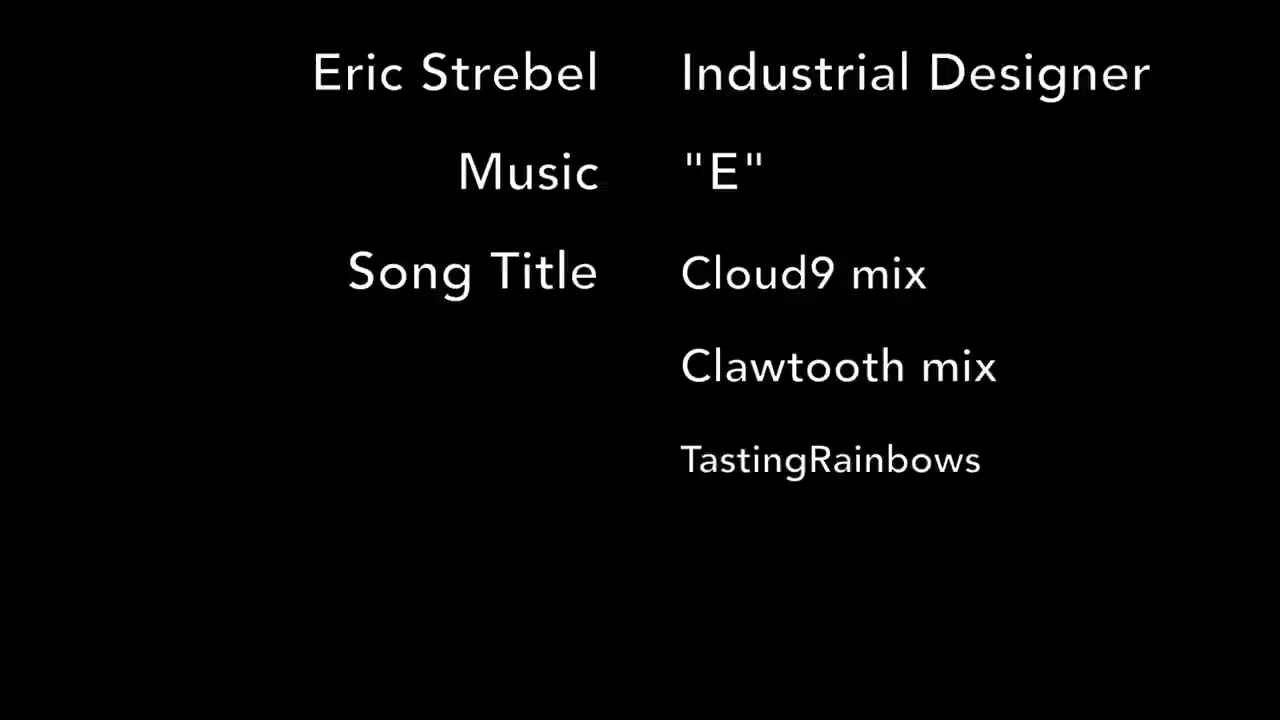 Eric Strebel Industrial Designer
Music "E"
Song Title Cloud9 mix
Clawtooth mix
TastingRainbows